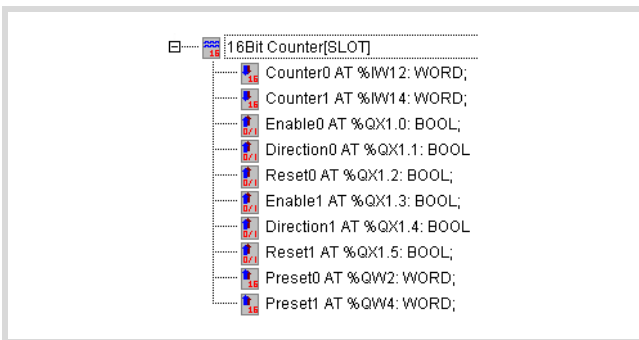 16Bit Counter[SLOT]
Counter0 AT %IW12: WORD;
Counter1 AT %IW14: WORD;
Enable0 AT %QX1.0: BOOL;
Direction0 AT %QX1.1: BOOL
Reset0 AT %QX1.2: BOOL;
Enable1 AT %QX1.3: BOOL;
Direction1 AT %QX1.4: BOOL
Reset1 AT %QX1.5: BOOL;
Preset0 AT %QW2: WORD;
Preset1 AT %QW4: WORD;